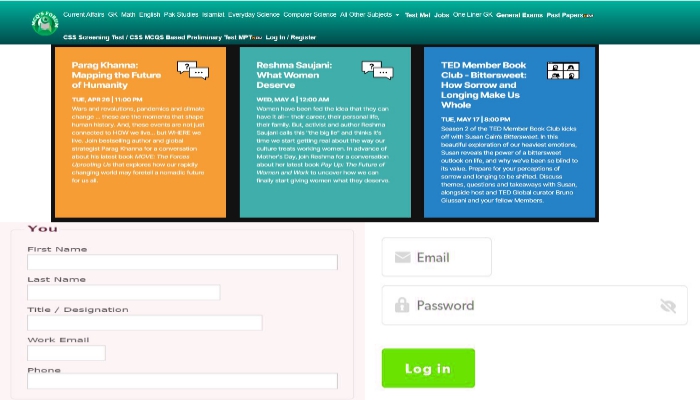 MCQ'S FORUM
Current Affairs GK Math English Pak Studies Islamiat Everyday Science Computer Science All Other Subjects Test Me! Jobs One Liner GK General Exams Past Papers
CSS Screening Test / CSS MCQS Based Preliminary Test MPT Log In / Register
Parag Khanna:
Mapping the Future
of Humanity
TUE, APR 26 | 11:00 PM
Wars and revolutions, pandemics and climate
change ... these are the moments that shape
human history. And, these events are not just
connected to HOW we live... but WHERE we
live. Join bestselling author and global
strategist Parag Khanna for a conversation
about his latest book MOVE: The Forces
Uprooting Us that explores how our rapidly
changing world may foretell a nomadic future
for us all.
Reshma Saujani:
What Women
Deserve
WED, MAY 4 | 12:00 AM
Women have been fed the idea that they can
have it all— their career, their personal life,
their family. But, activist and author Reshma
Saujani calls this "the big lie" and thinks it's
time we start getting real about the way our
culture treats working women. In advance of
Mother's Day, join Reshma for a conversation
about her latest book Pay Up: The Future of
Women and Work to uncover how we can
finally start giving women what they deserve.
TED Member Book
Club - Bittersweet:
How Sorrow and
Longing Make Us
Whole
TUE, MAY 17 | 8:00 PM
Season 2 of the TED Member Book Club kicks
off with Susan Cain's Bittersweet. In this
beautiful exploration of our heaviest emotions,
Susan reveals the power of a bittersweet
outlook on life, and why we've been so blind to
its value. Prepare for your perceptions of
sorrow and longing to be shifted. Discuss
themes, questions and takeaways with Susan,
alongside host and TED Global curator Bruno
Giussani and your fellow Members.
You
First Name
Last Name
Title / Designation
Work Email
Phone
Email
Password
Log in